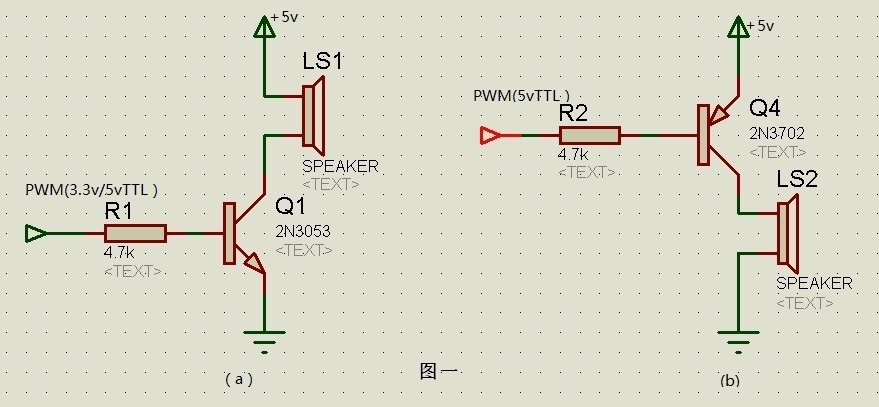 +5v
LS1
SPEAKER
<TEXT>
PWM(3.3v/5vTTL )
R1
4.7k
<TEXT>
Q1
2N3053
<TEXT>
(a)
+5v
PWM(5vTTL )
R2
4.7k
<TEXT>
Q4
2N3702
<TEXT>
LS2
SPEAKER
<TEXT>
(b)
图一